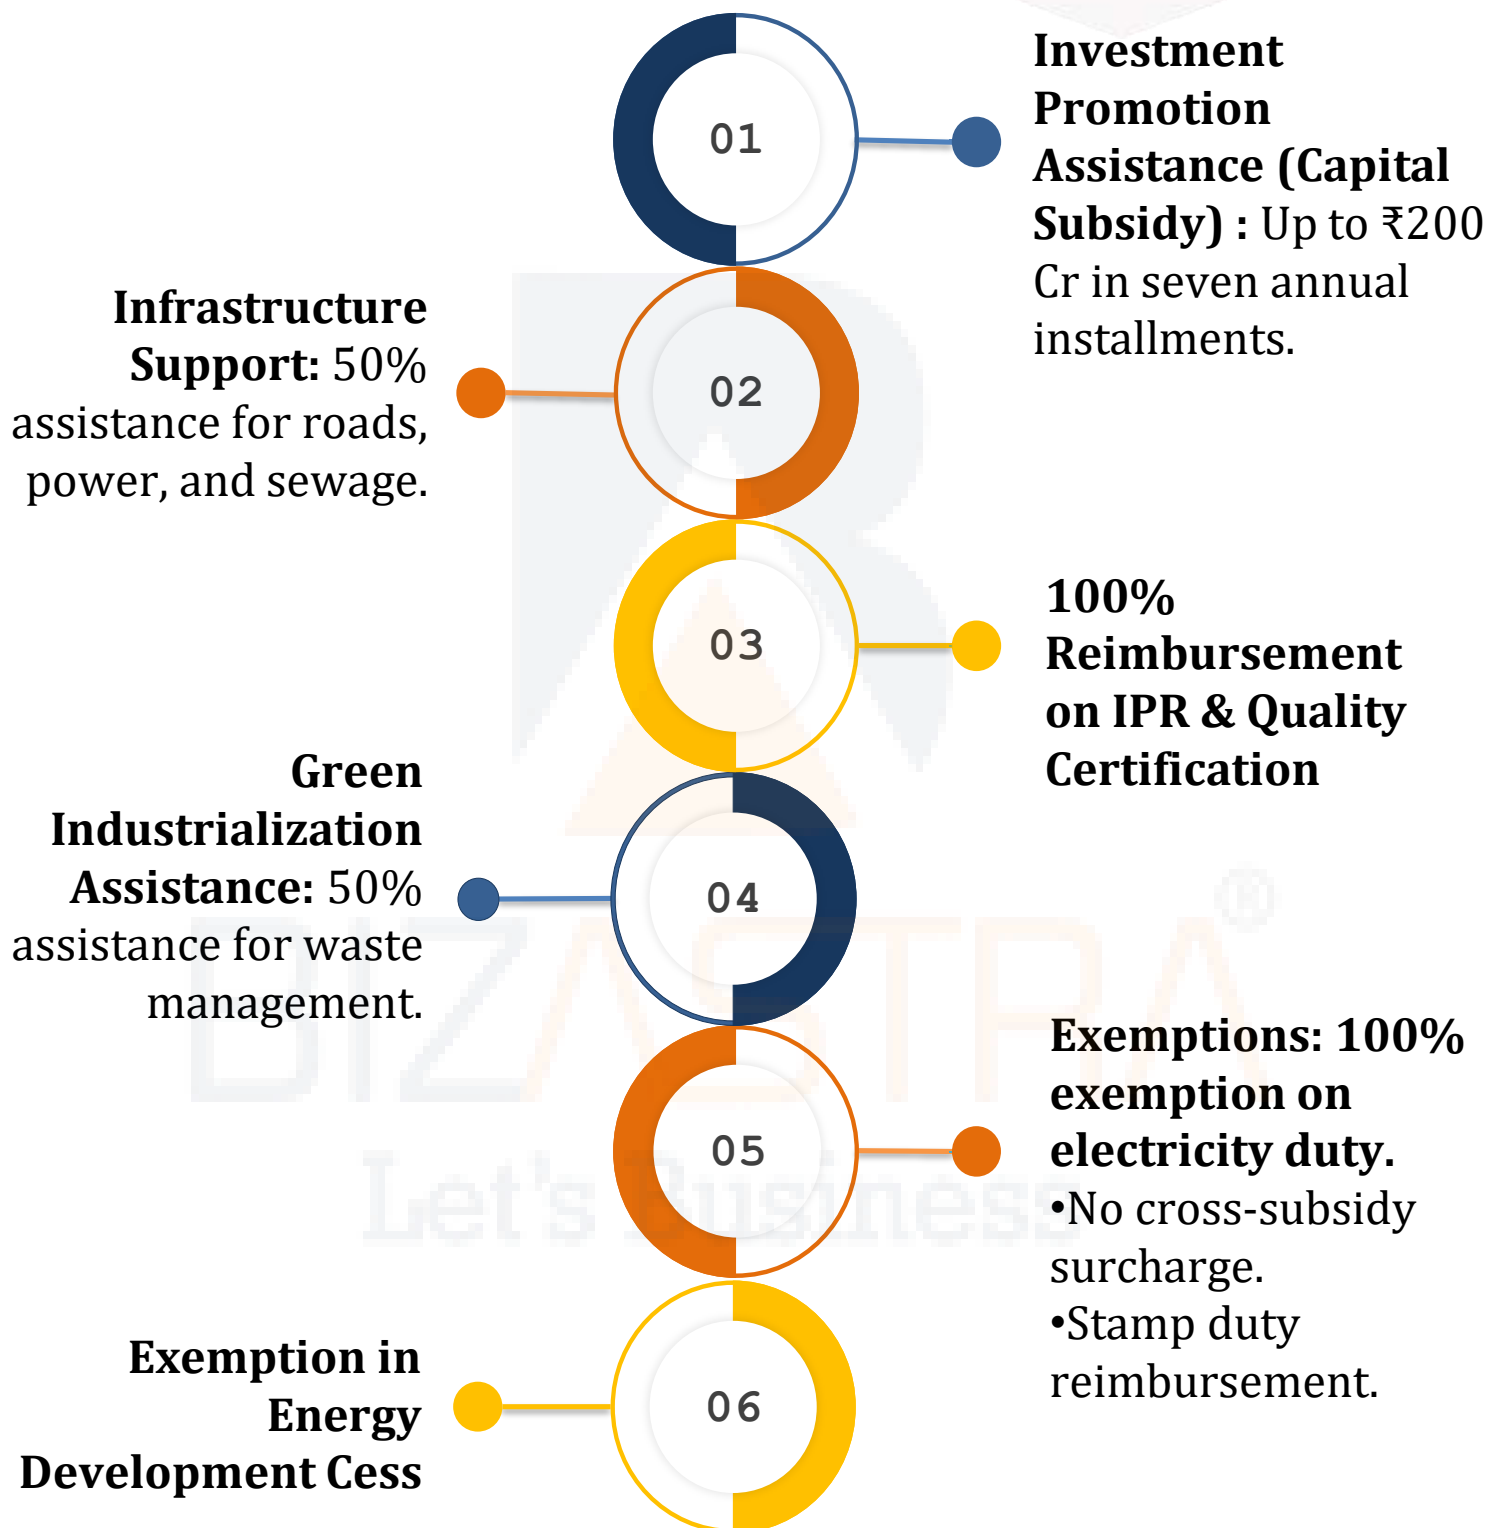 01
Investment
Promotion
Assistance (Capital
Subsidy) : Up to ₹200
Cr in seven annual
installments.
Infrastructure
Support: 50%
assistance for roads,
power, and sewage.
02
03
100%
Reimbursement
on IPR & Quality
Certification
Green
Industrialization
Assistance: 50%
assistance for waste
management.
04
BIZASTRA®
Let's Business
05
Exemptions: 100%
exemption on
electricity duty.
•No cross-subsidy
surcharge.
•Stamp duty
reimbursement.
Exemption in
Energy
Development Cess
06